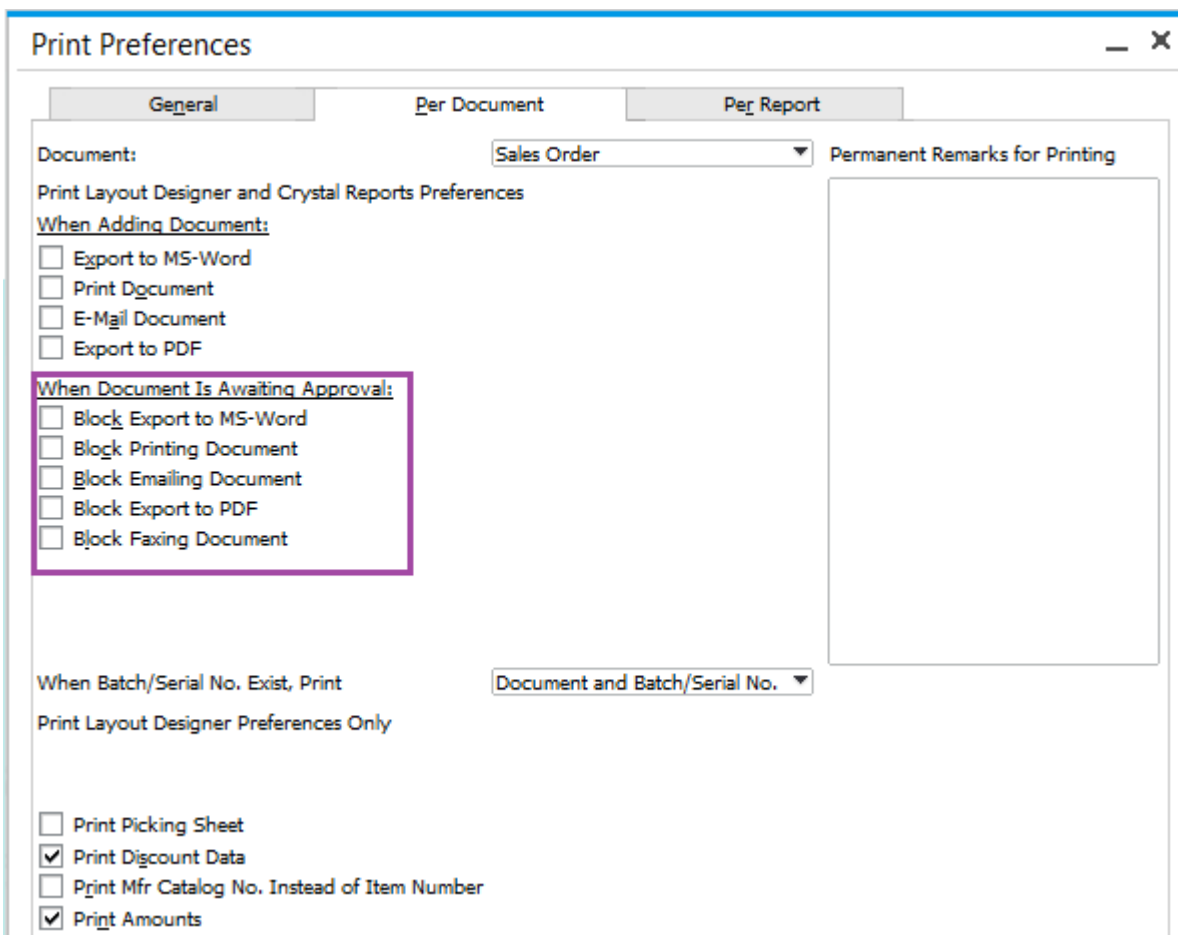 Print Preferences
General Per Document Per Report
Document: Sales Order Permanent Remarks for Printing
Print Layout Designer and Crystal Reports Preferences
When Adding Document:
Export to MS-Word
Print Document
E-Mail Document
Export to PDF
When Document Is Awaiting Approval:
Block Export to MS-Word
Block Printing Document
Block Emailing Document
Block Export to PDF
Block Faxing Document
When Batch/Serial No. Exist, Print Document and Batch/Serial No.
Print Layout Designer Preferences Only
Print Picking Sheet
Print Discount Data
Print Mfr Catalog No. Instead of Item Number
Print Amounts